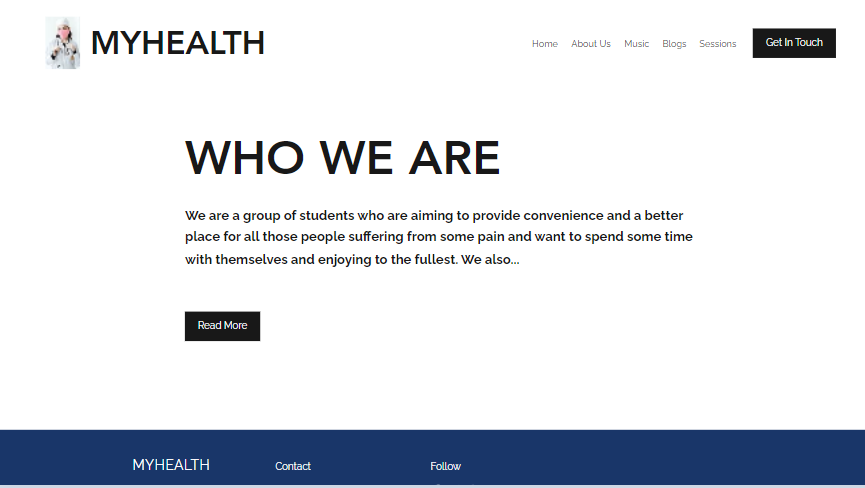 MYHEALTH
Home About Us Music Blogs Sessions Get In Touch
WHO WE ARE
We are a group of students who are aiming to provide convenience and a better
place for all those people suffering from some pain and want to spend some time
with themselves and enjoying to the fullest. We also...
Read More
MYHEALTH Contact Follow